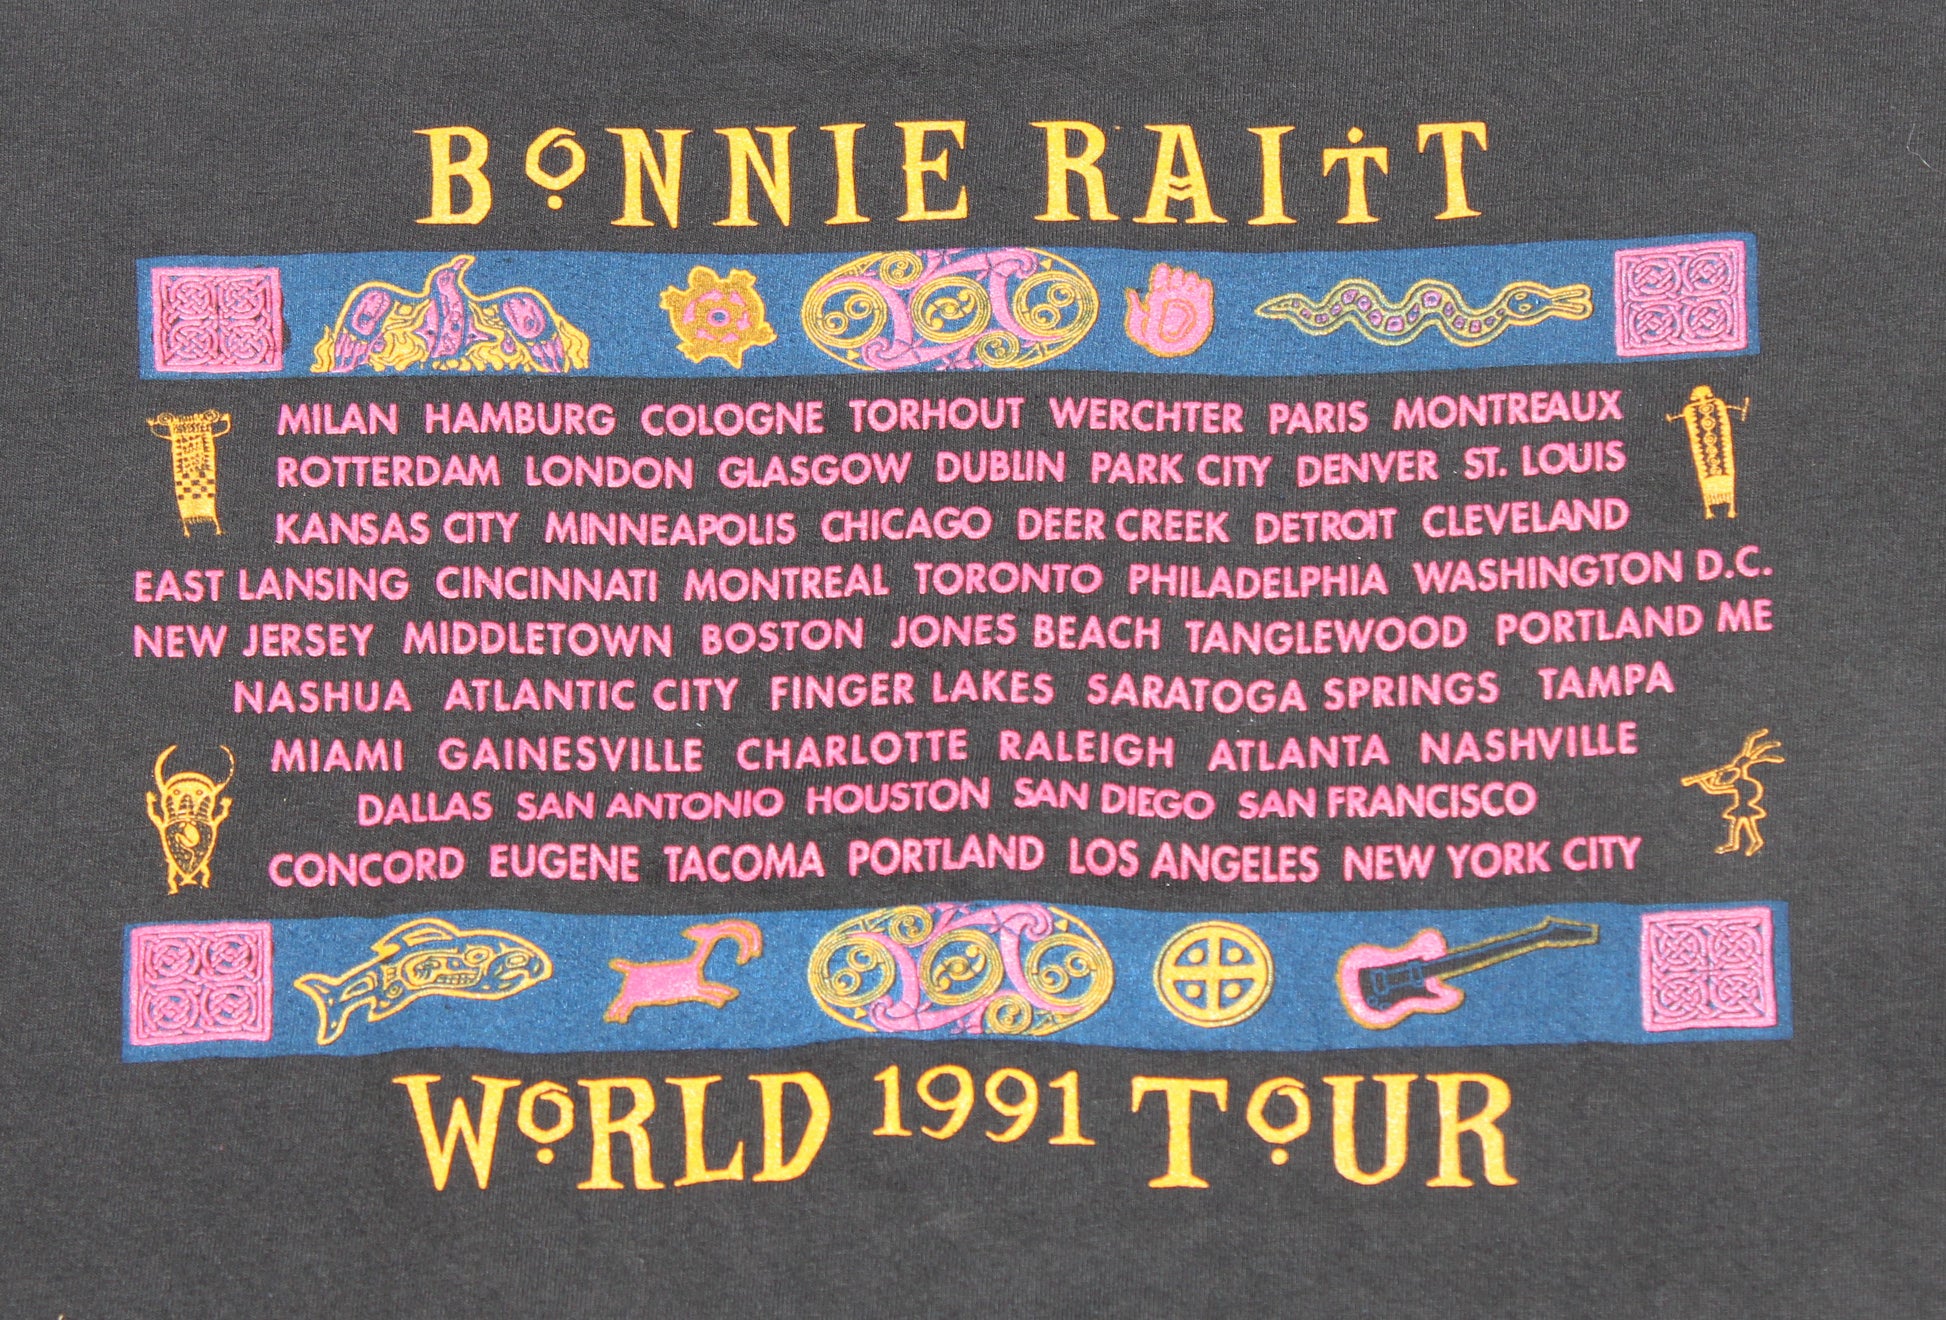 BONNIE RAITT
MILAN HAMBURG COLOGNE TORHOUT WERCHTER PARIS MONTREAUX
ROTTERDAM LONDON GLASGOW DUBLIN PARK CITY DENVER ST. LOUIS
KANSAS CITY MINNEAPOLIS CHICAGO DEER CREEK DETROIT CLEVELAND
EAST LANSING CINCINNATI MONTREAL TORONTO PHILADELPHIA WASHINGTON D.C.
NEW JERSEY MIDDLETOWN BOSTON JONES BEACH TANGLEWOOD PORTLAND ME
NASHUA ATLANTIC CITY FINGER LAKES SARATOGA SPRINGS TAMPA
MIAMI GAINESVILLE CHARLOTTE RALEIGH ATLANTA NASHVILLE
DALLAS SAN ANTONIO HOUSTON SAN DIEGO SAN FRANCISCO
CONCORD EUGENE TACOMA PORTLAND LOS ANGELES NEW YORK CITY
WORLD 1991 TOUR